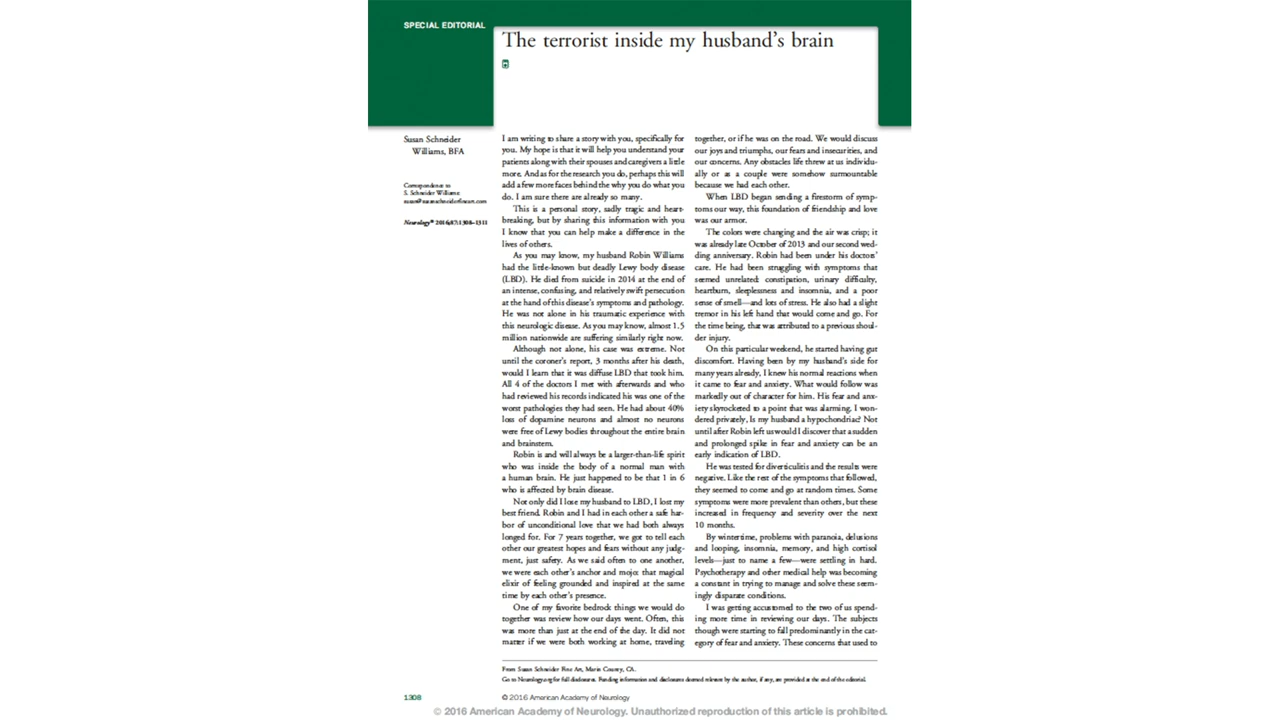 SPECIAL EDITORIAL
The terrorist inside my husband's brain
Susan Schneider
Williams, BFA
Correspondence to
S. Schneider Williams:
susan@susanschneiderfineart.com
Neurology® 2016;87:1308–1311
I am writing to share a story with you, specifically for
you. My hope is that it will help you understand your
patients along with their spouses and caregivers a little
more. And as for the research you do, perhaps this will
add a few more faces behind the why you do what you
do. I am sure there are already so many.
This is a personal story, sadly tragic and heart-
breaking, but by sharing this information with you
I know that you can help make a difference in the
lives of others.
As you may know, my husband Robin Williams
had the little-known but deadly Lewy body disease
(LBD). He died from suicide in 2014 at the end of
an intense, confusing, and relatively swift persecution
at the hand of this disease's symptoms and pathology.
He was not alone in his traumatic experience with
this neurologic disease. As you may know, almost 1.5
million nationwide are suffering similarly right now.
Although not alone, his case was extreme. Not
until the coroner's report, 3 months after his death,
would I learn that it was diffuse LBD that took him.
All 4 of the doctors I met with afterwards and who
had reviewed his records indicated his was one of the
worst pathologies they had seen. He had about 40%
loss of dopamine neurons and almost no neurons
were free of Lewy bodies throughout the entire brain
and brainstem.
Robin is and will always be a larger-than-life spirit
who was inside the body of a normal man with
a human brain. He just happened to be that 1 in 6
who is affected by brain disease.
Not only did I lose my husband to LBD, I lost my
best friend. Robin and I had in each other a safe har-
bor of unconditional love that we had both always
longed for. For 7 years together, we got to tell each
other our greatest hopes and fears without any judg-
ment, just safety. As we said often to one another,
we were each other's anchor and mojo: that magical
elixir of feeling grounded and inspired at the same
time by each other's presence.
One of my favorite bedrock things we would do
together was review how our days went. Often, this
was more than just at the end of the day. It did not
matter if we were both working at home, traveling
together, or if he was on the road. We would discuss
our joys and triumphs, our fears and insecurities, and
our concerns. Any obstacles life threw at us individu-
ally or as a couple were somehow surmountable
because we had each other.
When LBD began sending a firestorm of symp-
toms our way, this foundation of friendship and love
was our armor.
The colors were changing and the air was crisp; it
was already late October of 2013 and our second wed-
ding anniversary. Robin had been under his doctors'
care. He had been struggling with symptoms that
seemed unrelated: constipation, urinary difficulty,
heartburn, sleeplessness and insomnia, and a poor
sense of smell—and lots of stress. He also had a slight
tremor in his left hand that would come and go. For
the time being, that was attributed to a previous shoul-
der injury.
On this particular weekend, he started having gut
discomfort. Having been by my husband's side for
many years already, I knew his normal reactions when
it came to fear and anxiety. What would follow was
markedly out of character for him. His fear and anx-
iety skyrocketed to a point that was alarming. I won-
dered privately, Is my husband a hypochondriac? Not
until after Robin left us would I discover that a sudden
and prolonged spike in fear and anxiety can be an
early indication of LBD.
He was tested for diverticulitis and the results were
negative. Like the rest of the symptoms that followed,
they seemed to come and go at random times. Some
symptoms were more prevalent than others, but these
increased in frequency and severity over the next
10 months.
By wintertime, problems with paranoia, delusions
and looping, insomnia, memory, and high cortisol
levels—just to name a few—were settling in hard.
Psychotherapy and other medical help was becoming
a constant in trying to manage and solve these seem-
ingly disparate conditions.
I was getting accustomed to the two of us spend-
ing more time in reviewing our days. The subjects
though were starting to fall predominantly in the cat-
egory of fear and anxiety. These concerns that used to
From Susan Schneider Fine Art, Marin County, CA.
Go to Neurology.org for full disclosures. Funding information and disclosures deemed relevant by the author, if any, are provided at the end of the editorial.
1308
© 2016 American Academy of Neurology
© 2016 American Academy of Neurology. Unauthorized reproduction of this article is prohibited.